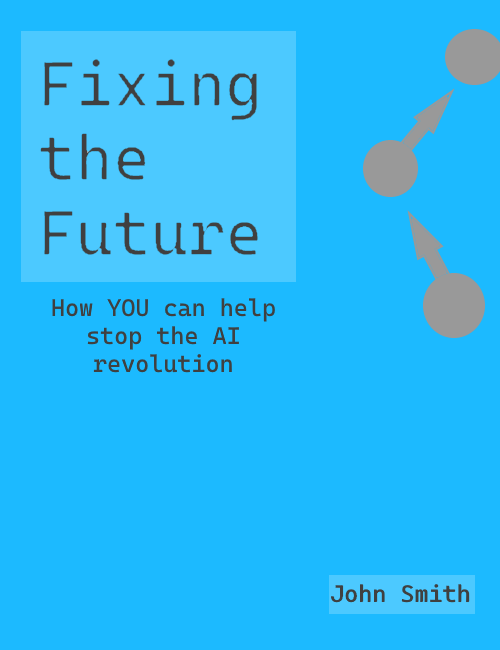 Fixing
the
Future
How YOU can help
stop the AI
revolution
John Smith